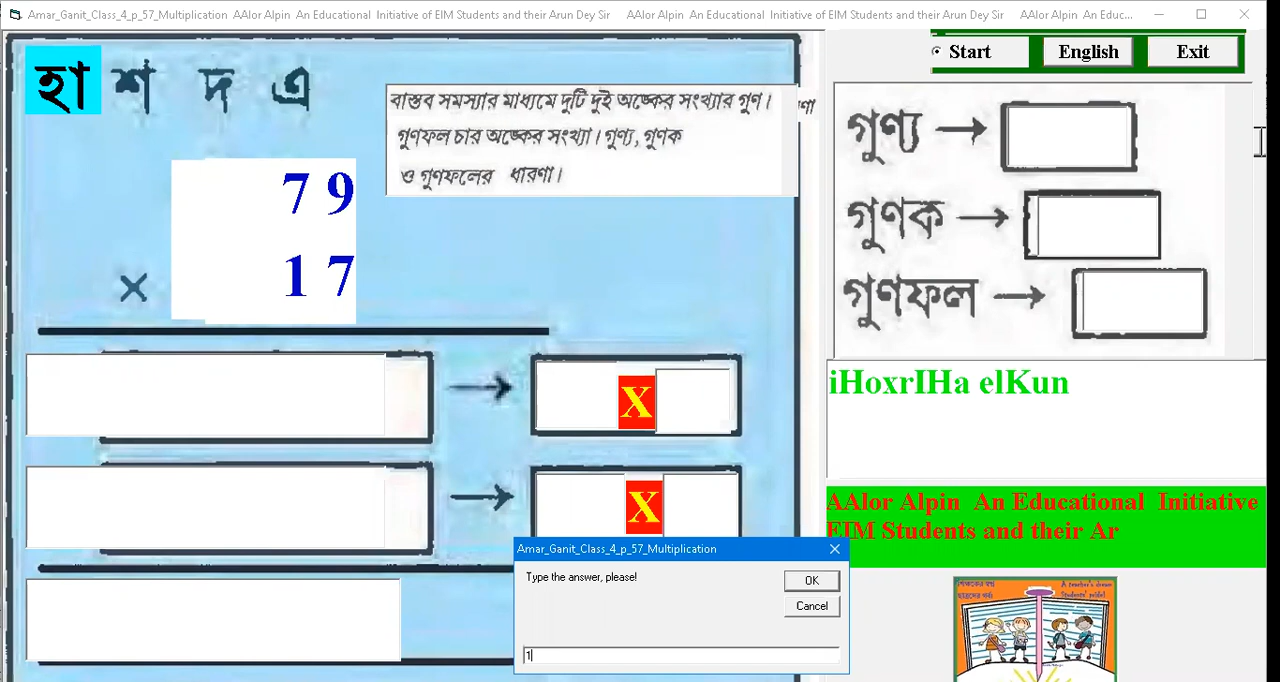 Amar_Ganit_Class_4_p_57_Multiplication AAlor Alpin An Educational Initiative of EIM Students and their Arun Dey Sir AAlor Alpin An Educational Initiative of EIM Students and their Arun Dey Sir AAlor Alpin An Educ...
Start English Exit
হা শ দ এ
বাস্তব সমস্যার মাধ্যমে দুটি দুই অঙ্কের সংখ্যার গুণ।
গুণফল চার অঙ্কের সংখ্যা। গুণ্য, গুণক
ও গুণফলের ধারণা।
গুণ্য →
7 9
গুণক →
× 1 7
গুণফল →
→ X
iHoxrIHa elKun
→ X
AAlor Alpin An Educational Initiative
EIM Students and their Ar
Amar_Ganit_Class_4_p_57_Multiplication
Type the answer, please!
OK
Cancel
1
A teacher's dream